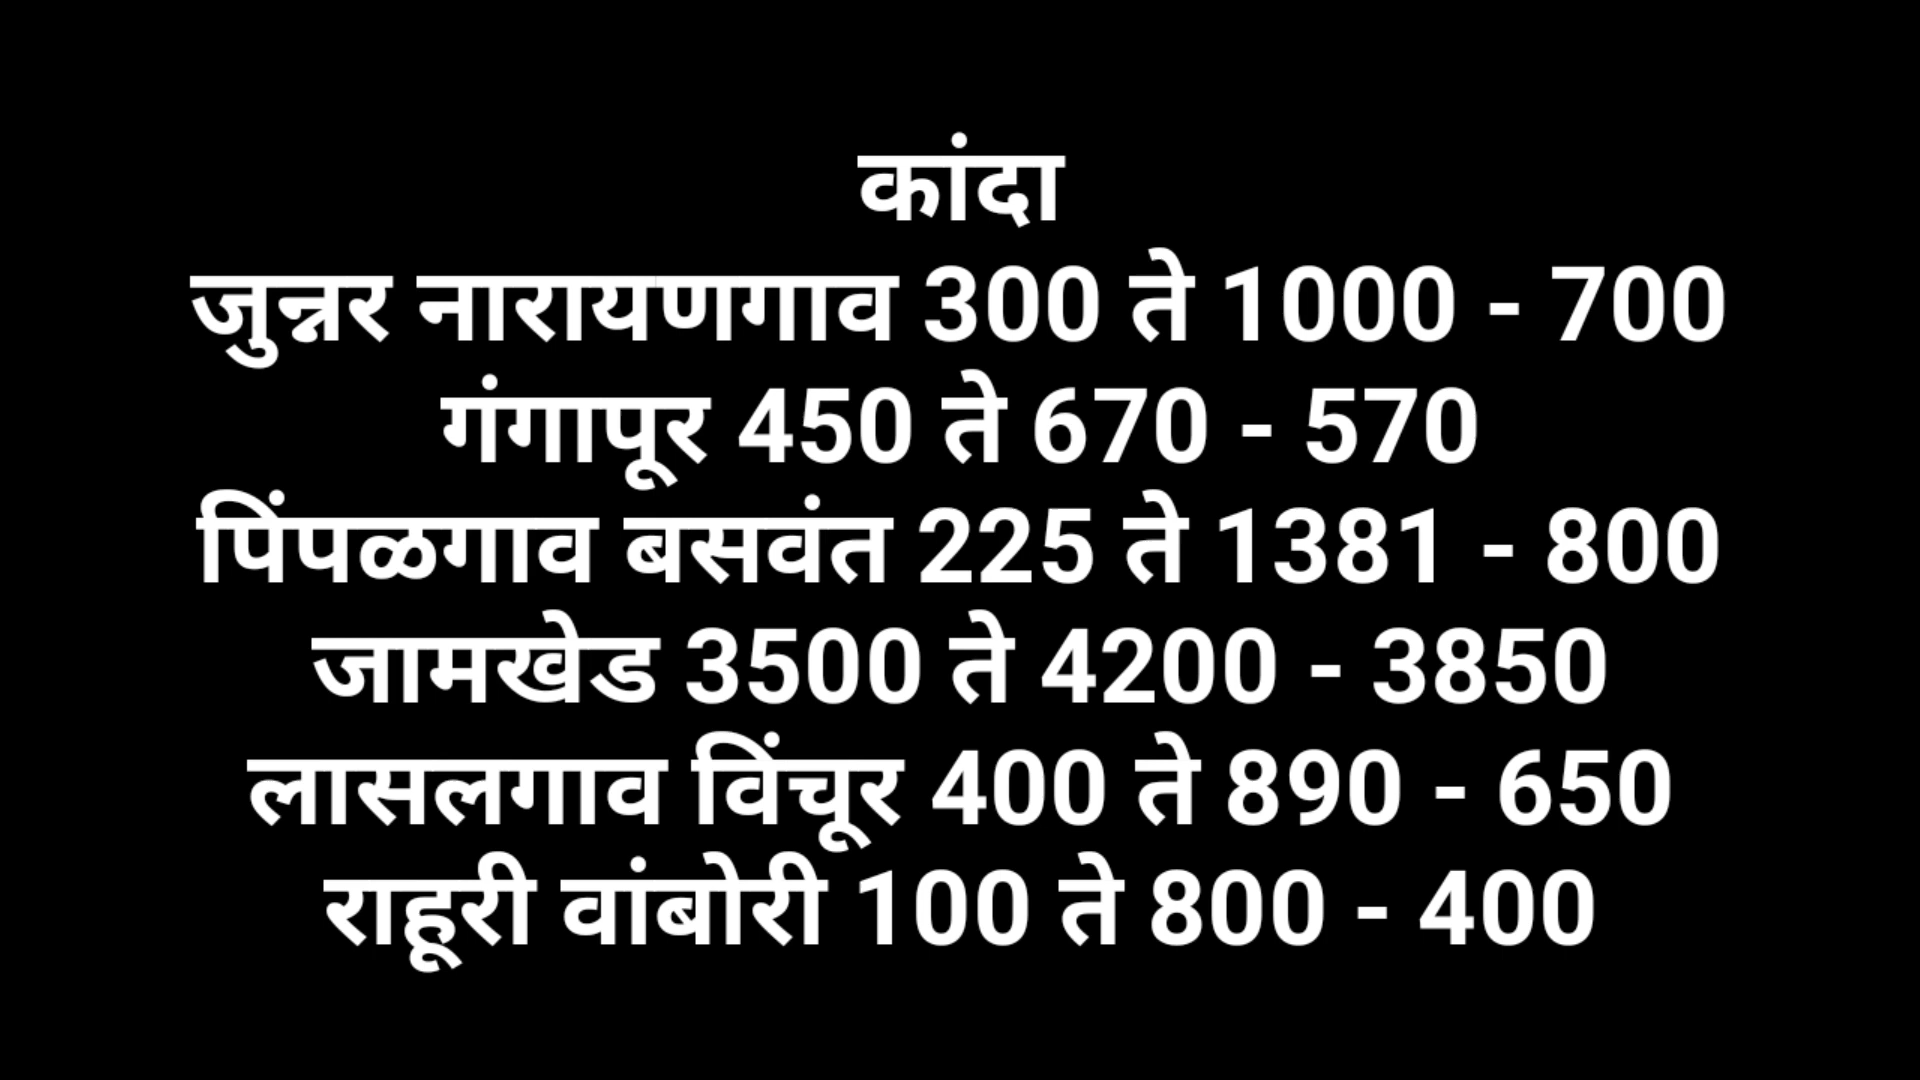 कांदा
जुन्नर नारायणगाव 300 ते 1000 - 700
गंगापूर 450 ते 670 - 570
पिंपळगाव बसवंत 225 ते 1381 - 800
जामखेड 3500 ते 4200 - 3850
लासलगाव विंचूर 400 ते 890 - 650
राहूरी वांबोरी 100 ते 800 - 400